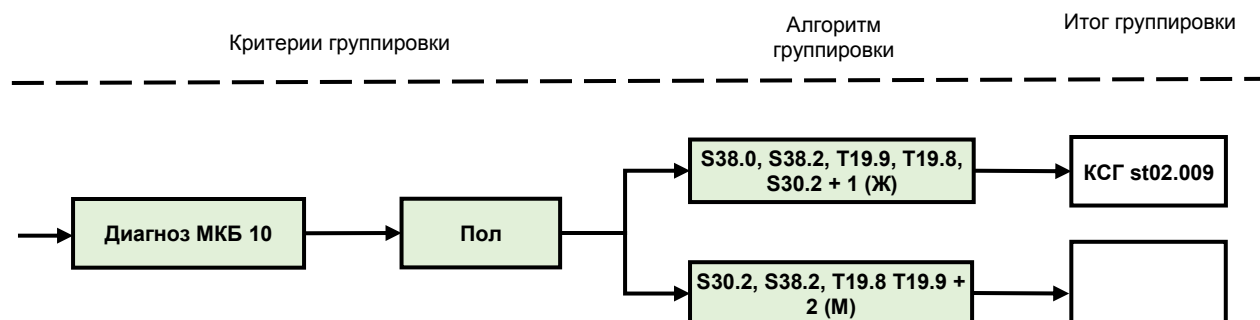 Критерии группировки
Алгоритм
группировки
Итог группировки
S38.0, S38.2, T19.9, T19.8,
S30.2 + 1 (Ж)
КСГ st02.009
Диагноз МКБ 10
Пол
S30.2, S38.2, T19.8 T19.9 +
2 (М)